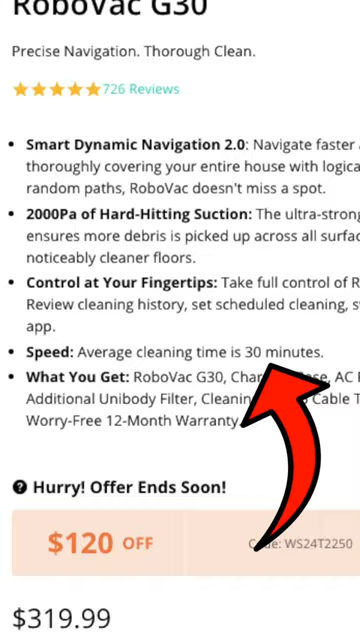 RoboVac G30
Precise Navigation. Thorough Clean.
726 Reviews
• Smart Dynamic Navigation 2.0: Navigate faster
thoroughly covering your entire house with logica
random paths, RoboVac doesn't miss a spot.
• 2000Pa of Hard-Hitting Suction: The ultra-strong
ensures more debris is picked up across all surfac
noticeably cleaner floors.
• Control at Your Fingertips: Take full control of R
Review cleaning history, set scheduled cleaning, s
app.
• Speed: Average cleaning time is 30 minutes.
• What You Get: RoboVac G30, AC
Additional Unibody Filter, Cable T
Worry-Free 12-Month Warranty.
? Hurry! Offer Ends Soon!
$120 OFF
WS24T2250
$319.99